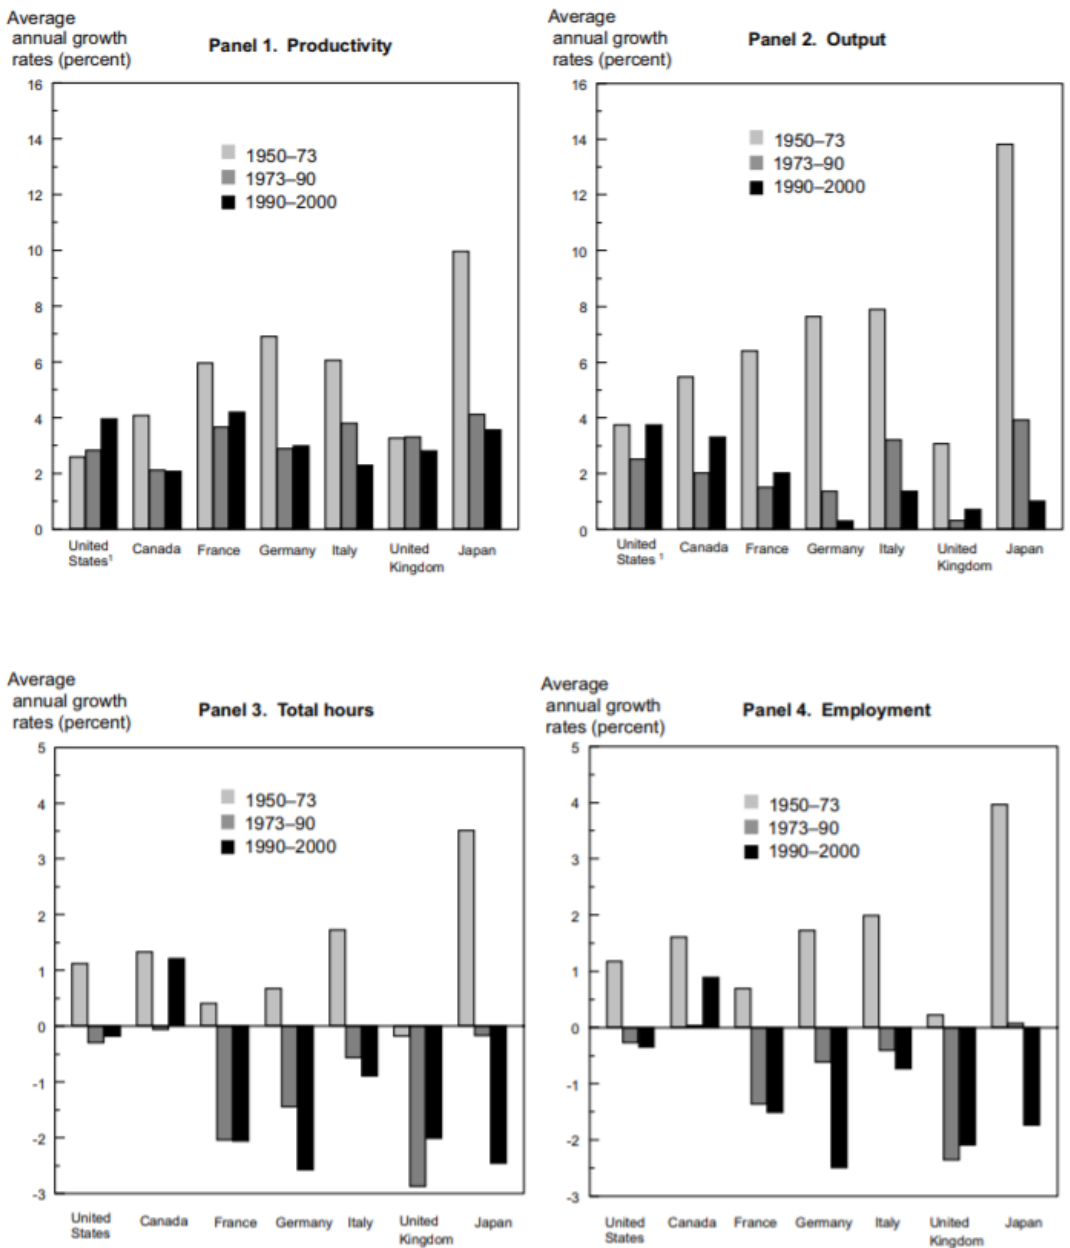 Average
annual growth
rates (percent)
Panel 1. Productivity
16
14
12
10
8
6
4
2
0
1950–73
1973–90
1990–2000
United
States¹
Canada
France
Germany
Italy
United
Kingdom
Japan
Average
annual growth
rates (percent)
Panel 2. Output
16
14
12
10
8
6
4
2
0
1950–73
1973–90
1990–2000
United
States ¹
Canada
France
Germany
Italy
United
Kingdom
Japan
Average
annual growth
rates (percent)
Panel 3. Total hours
5
4
3
2
1
0
-1
-2
-3
1950–73
1973–90
1990–2000
United
States
Canada
France
Germany
Italy
United
Kingdom
Japan
Average
annual growth
rates (percent)
Panel 4. Employment
5
4
3
2
1
0
-1
-2
-3
1950–73
1973–90
1990–2000
United
States
Canada
France
Germany
Italy
United
Kingdom
Japan